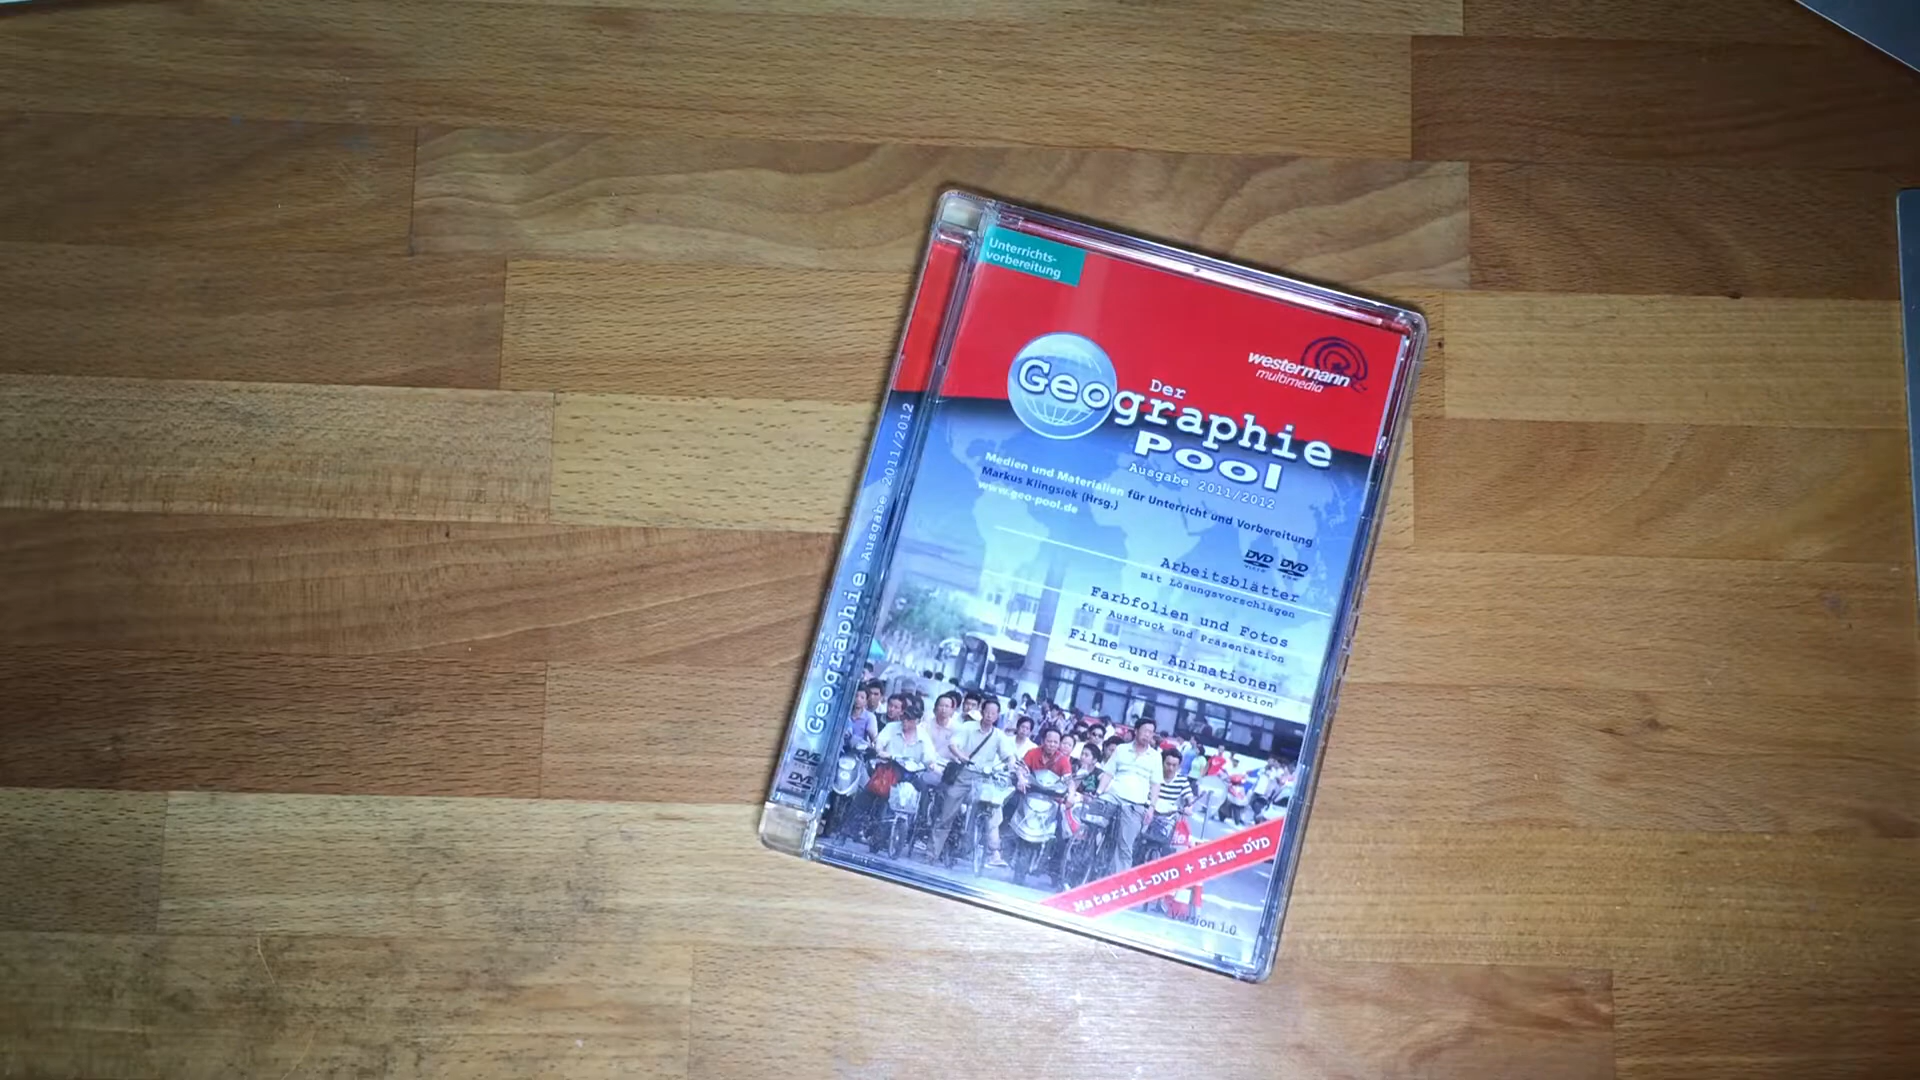 Unterrichts-
vorbereitung
westermann
multimedia
Der
Geographie
Pool
Ausgabe 2011/2012
Medien und Materialien für Unterricht und Vorbereitung
Markus Klingsiek (Hrsg.)
www.geo-pool.de
DVD DVD
Arbeitsblätter
mit Lösungsvorschlägen
Farbfolien und Fotos
für Ausdruck und Präsentation
Filme und Animationen
für die direkte Projektion
Material-DVD + Film-DVD
Version 1.0
Geographie Ausgabe 2011/2012
DVD
DVD